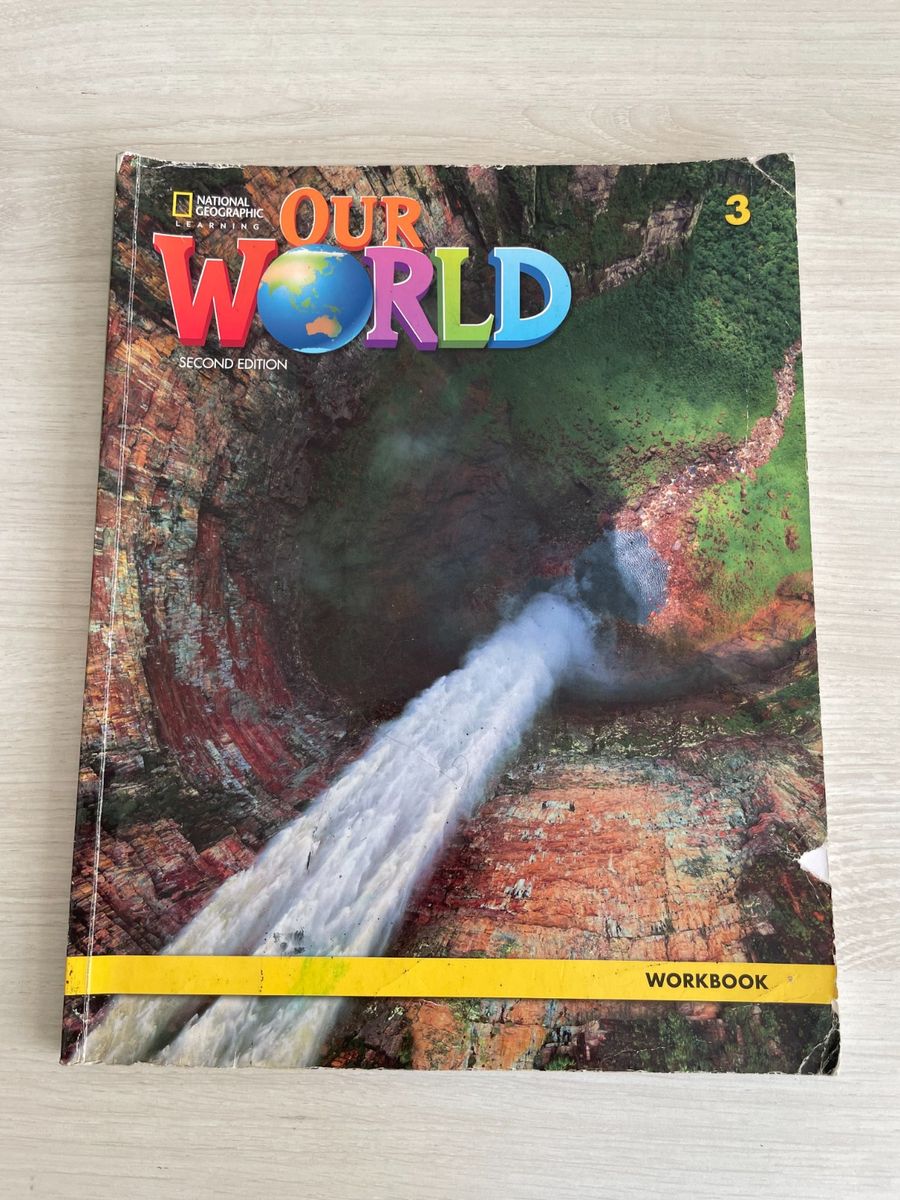 NATIONAL
GEOGRAPHIC
LEARNING
OUR
WORLD
SECOND EDITION
3
WORKBOOK